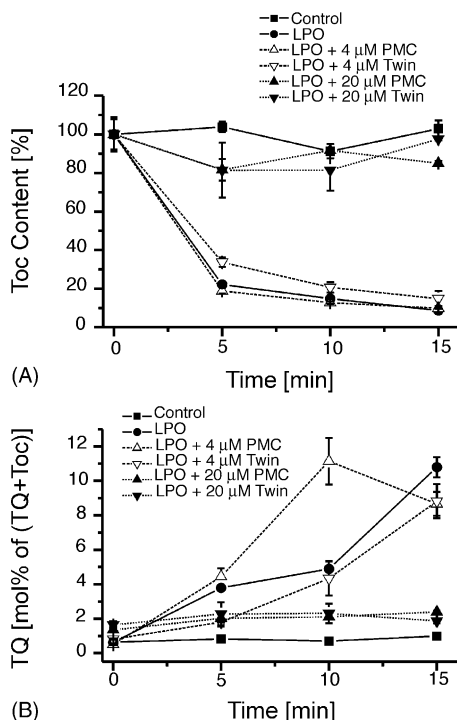 Control
LPO
LPO + 4 μM PMC
LPO + 4 μM Twin
LPO + 20 μM PMC
LPO + 20 μM Twin
120
100
80
60
40
20
0
Toc Content [%]
0 5 10 15
Time [min]
(A)
Control
LPO
LPO + 4 μM PMC
LPO + 4 μM Twin
LPO + 20 μM PMC
LPO + 20 μM Twin
12
10
8
6
4
2
0
TQ [mol% of (TQ+Toc)]
0 5 10 15
Time [min]
(B)